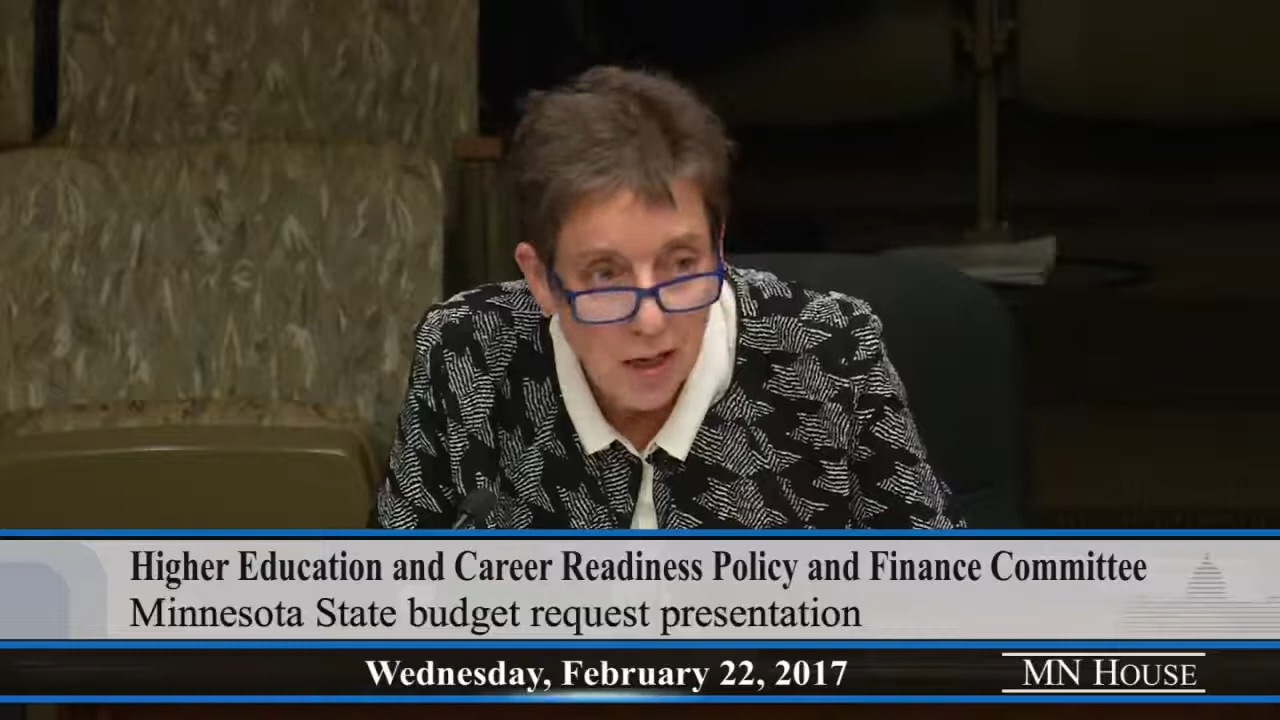 Higher Education and Career Readiness Policy and Finance Committee
Minnesota State budget request presentation
Wednesday, February 22, 2017
MN HOUSE